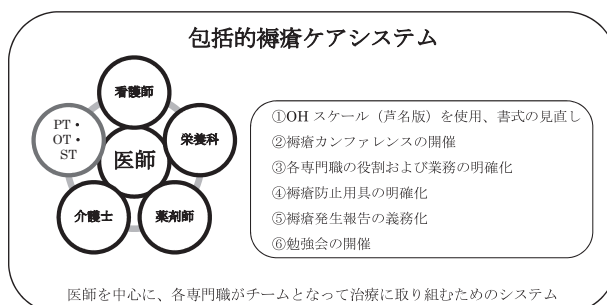 包括的褥瘡ケアシステム
看護師
PT・
OT・
ST
栄養科
医師
介護士
薬剤師
①OHスケール（芦名版）を使用、書式の見直し
②褥瘡カンファレンスの開催
③各専門職の役割および業務の明確化
④褥瘡防止用具の明確化
⑤褥瘡発生報告の義務化
⑥勉強会の開催
医師を中心に、各専門職がチームとなって治療に取り組むためのシステム